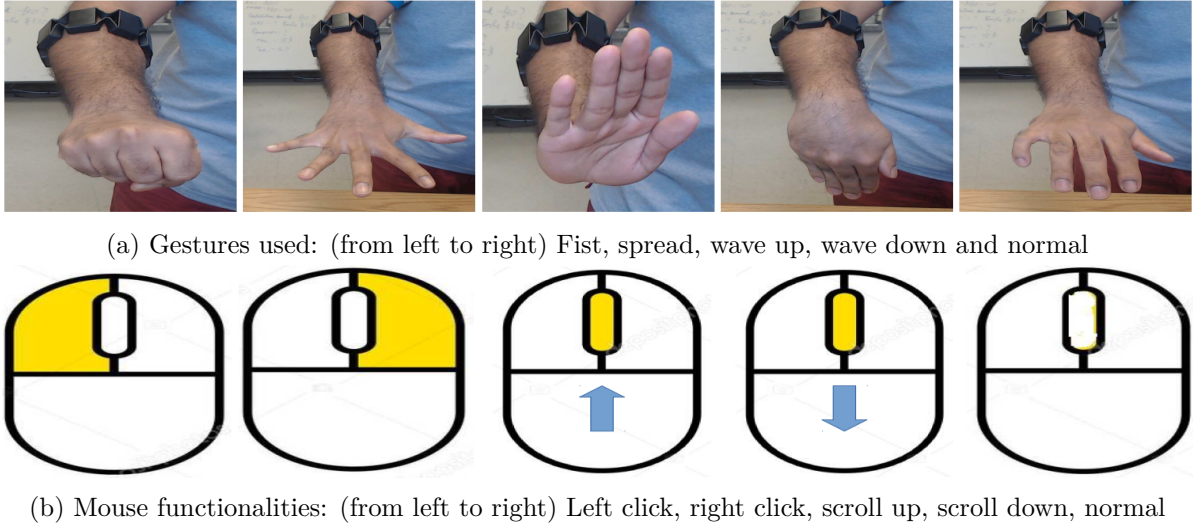 (a) Gestures used: (from left to right) Fist, spread, wave up, wave down and normal
(b) Mouse functionalities: (from left to right) Left click, right click, scroll up, scroll down, normal